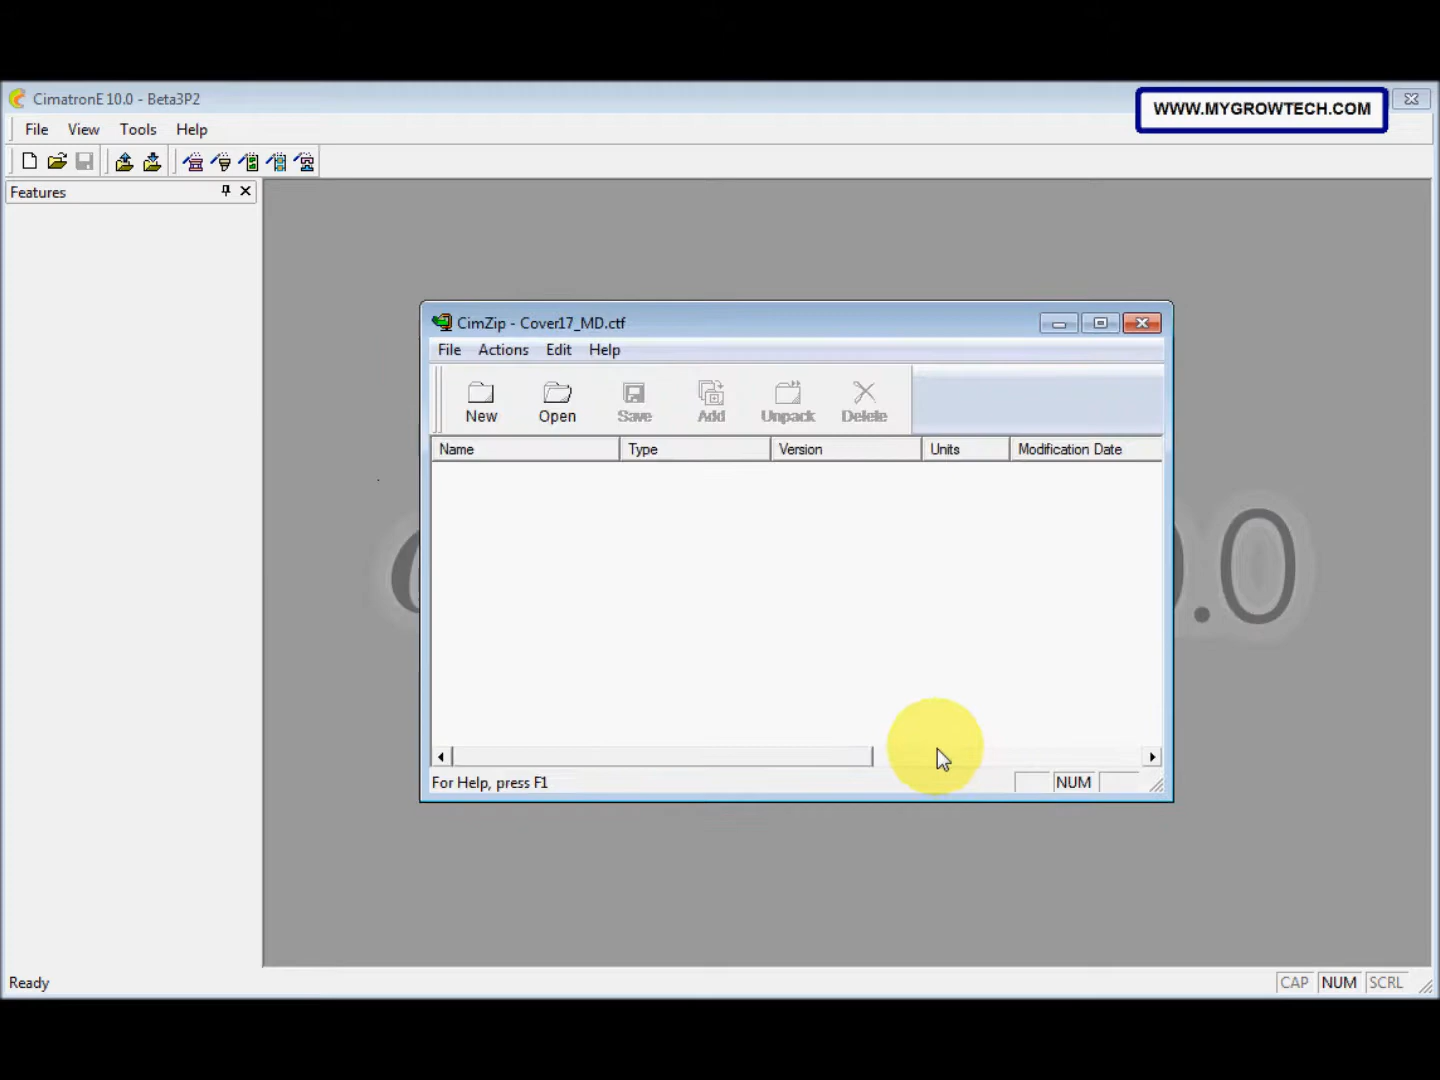 CimatronE 10.0 - Beta3P2
WWW.MYGROWTECH.COM
File View Tools Help
Features
CimZip - Cover17_MD.ctf
File Actions Edit Help
New Open Save Add Unpack Delete
Name Type Version Units Modification Date
.0
For Help, press F1 NUM
Ready CAP NUM SCRL